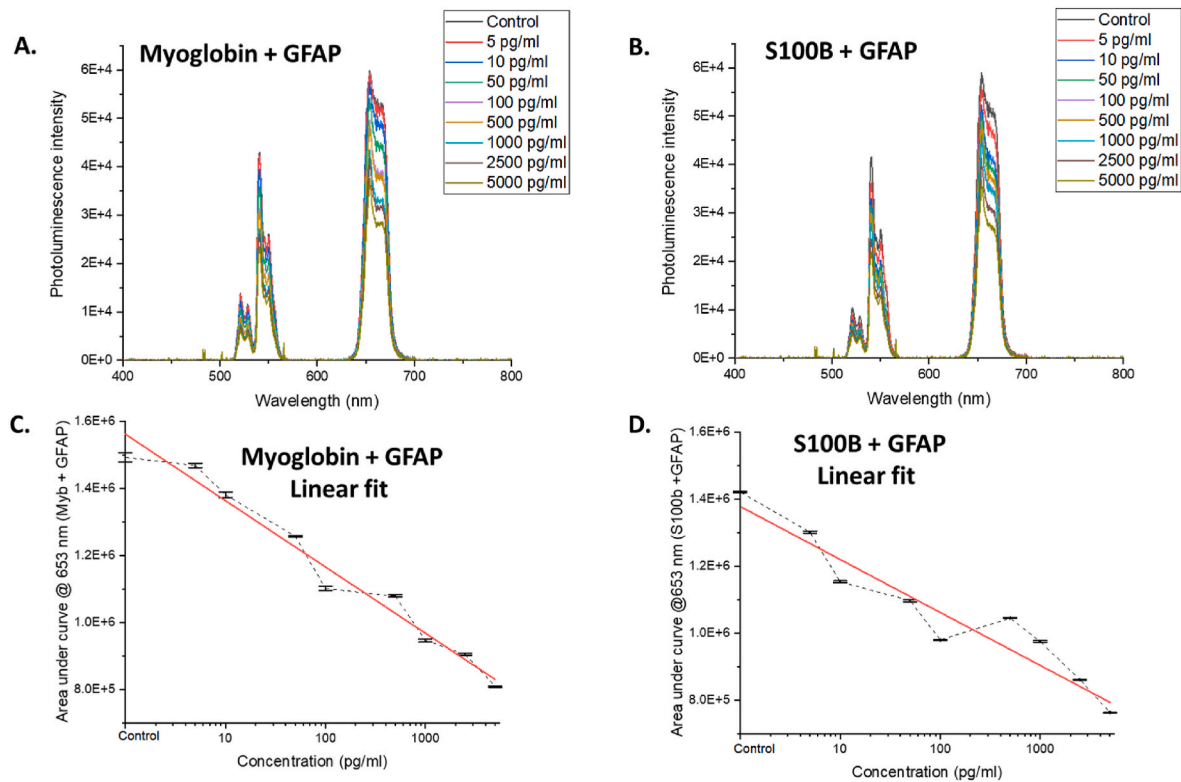 A.
Myoglobin + GFAP
Control
5 pg/ml
10 pg/ml
50 pg/ml
100 pg/ml
500 pg/ml
1000 pg/ml
2500 pg/ml
5000 pg/ml
Photoluminescence intensity
6E+4
5E+4
4E+4
3E+4
2E+4
1E+4
0E+0
400
500
600
700
800
Wavelength (nm)
B.
S100B + GFAP
Control
5 pg/ml
10 pg/ml
50 pg/ml
100 pg/ml
500 pg/ml
1000 pg/ml
2500 pg/ml
5000 pg/ml
Photoluminescence intensity
6E+4
5E+4
4E+4
3E+4
2E+4
1E+4
0E+0
400
500
600
700
800
Wavelength (nm)
C.
Myoglobin + GFAP
Linear fit
Area under curve @ 653 nm (Myb + GFAP)
1.6E+6
1.4E+6
1.2E+6
1.0E+6
8.0E+5
Control
10
100
1000
Concentration (pg/ml)
D.
S100B + GFAP
Linear fit
Area under curve @653 nm (S100b +GFAP)
1.6E+6
1.4E+6
1.2E+6
1.0E+6
8.0E+5
Control
10
100
1000
Concentration (pg/ml)